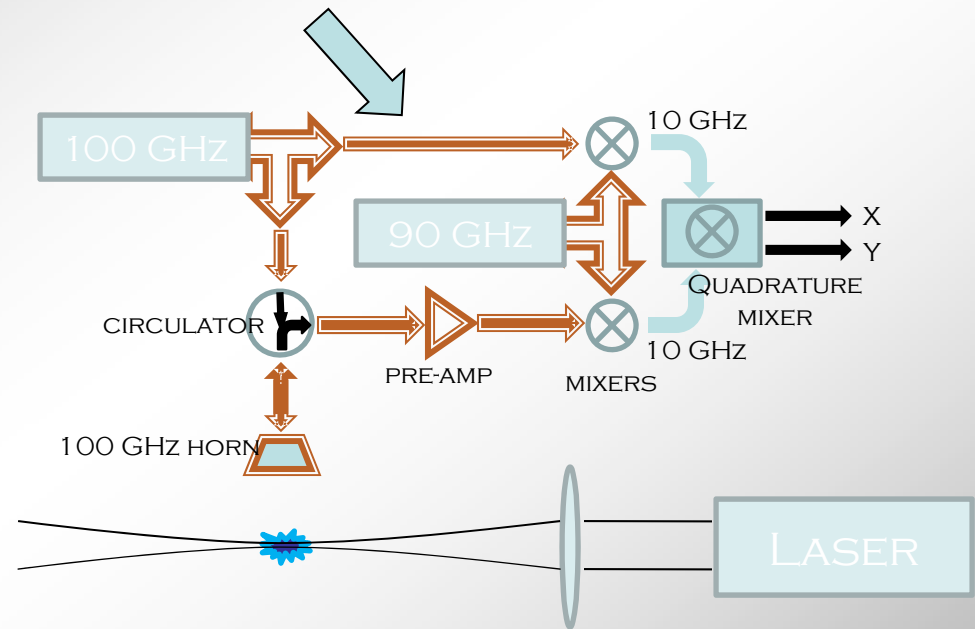 100 GHz
10 GHz
90 GHz
X
Y
Quadrature
mixer
circulator
10 GHz
pre-amp
mixers
100 GHz horn
Laser